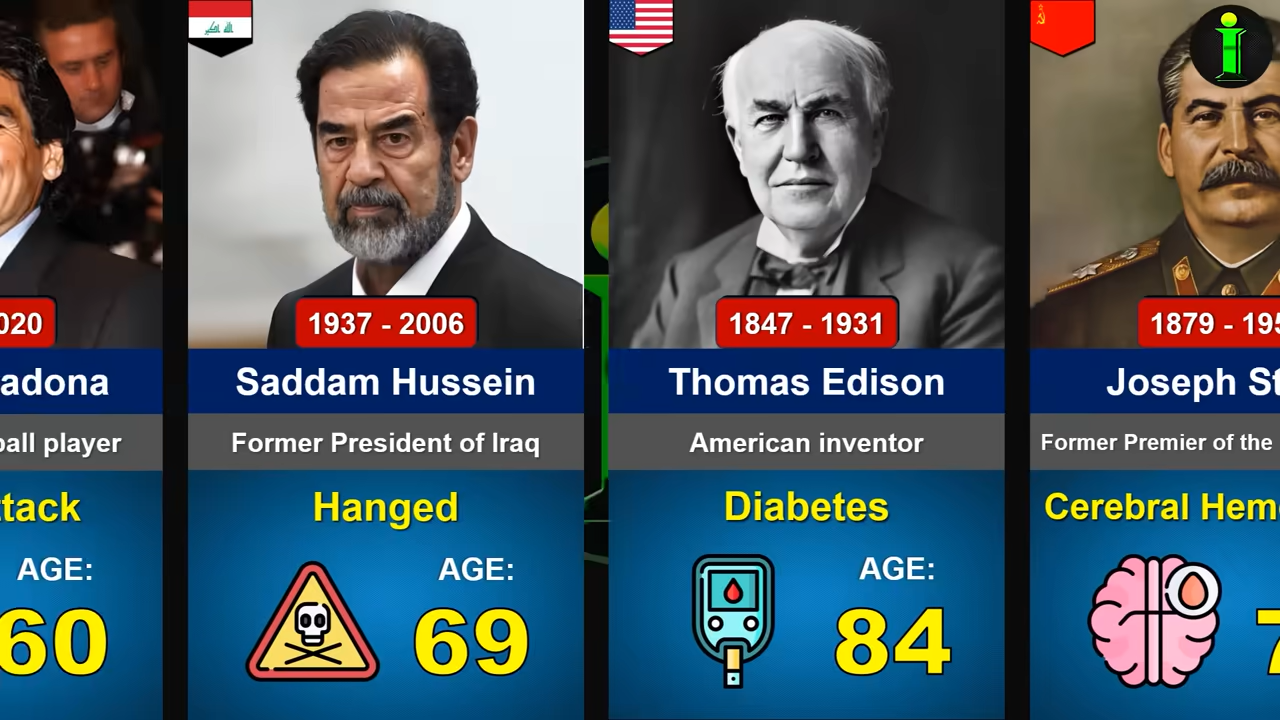 020
adona
ball player
ttack
AGE:
60
1937 - 2006
Saddam Hussein
Former President of Iraq
Hanged
AGE:
69
1847 - 1931
Thomas Edison
American inventor
Diabetes
AGE:
84
1879 - 195
Joseph St
Former Premier of the
Cerebral Hem
7